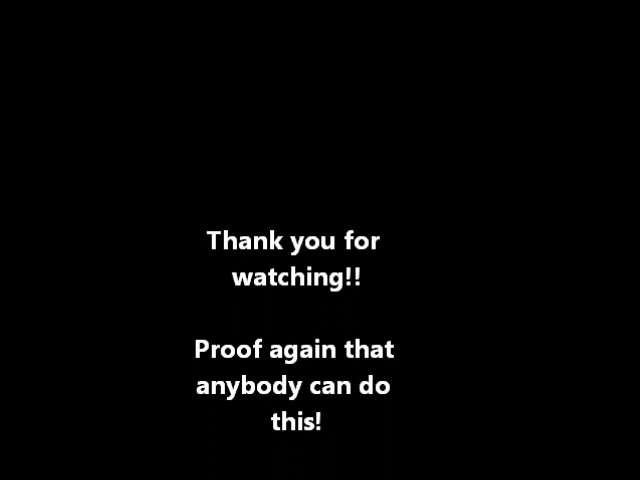 Thank you for
watching!!
Proof again that
anybody can do
this!